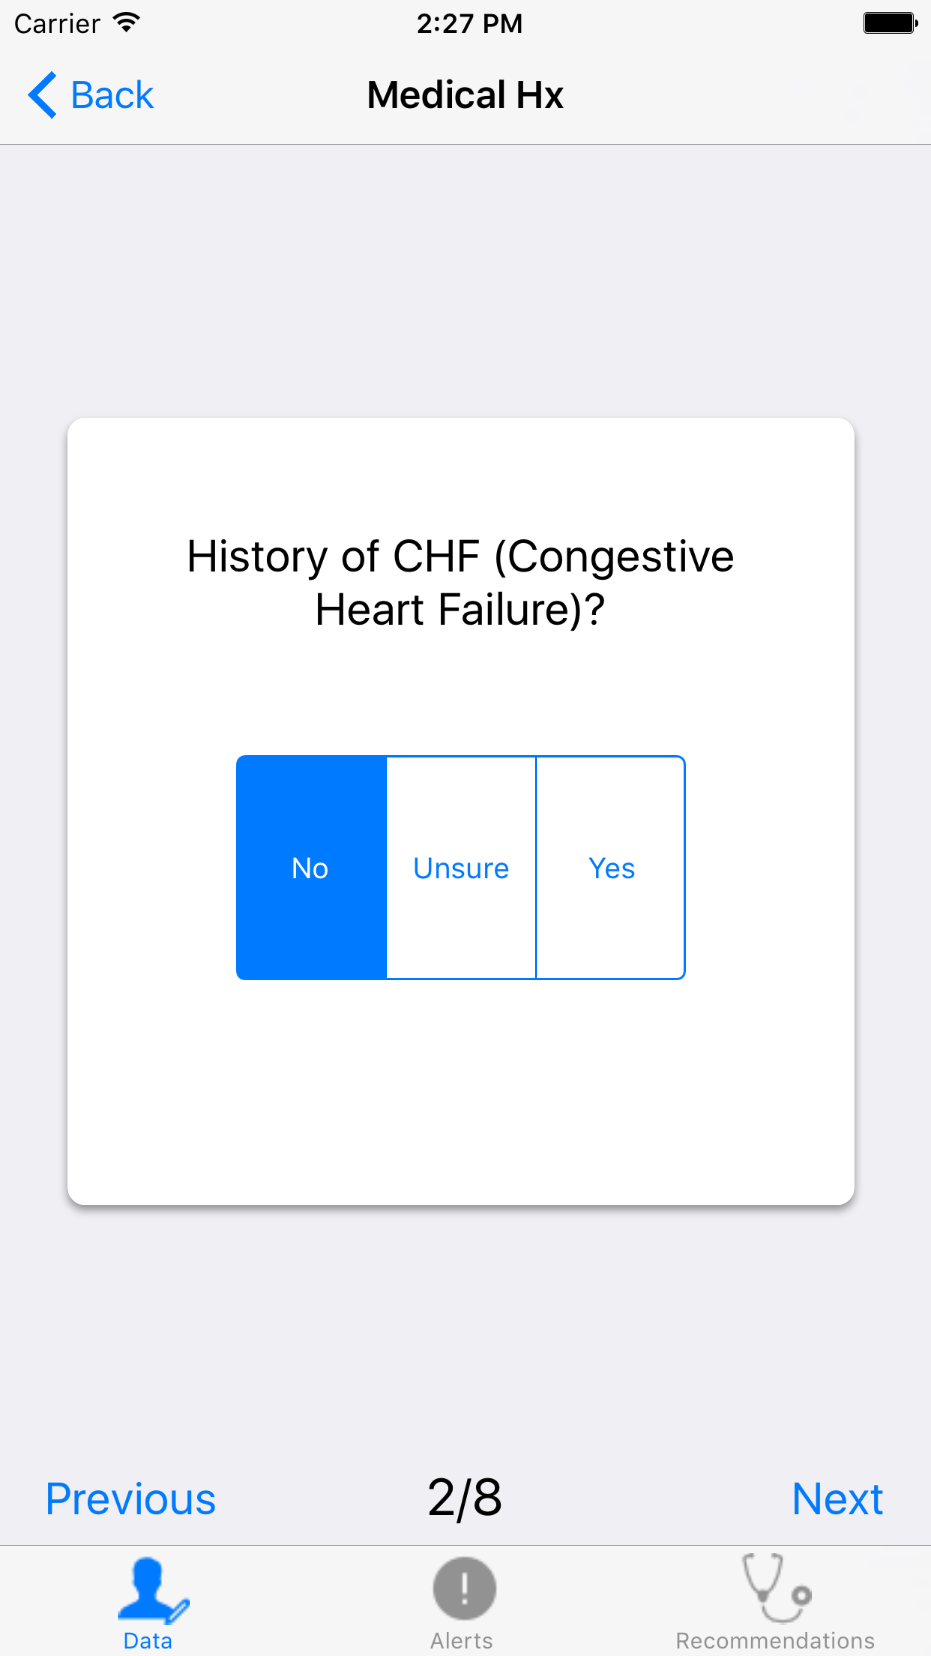 Carrier 2:27 PM
Back Medical Hx
History of CHF (Congestive
Heart Failure)?
No Unsure Yes
Previous 2/8 Next
Data Alerts Recommendations